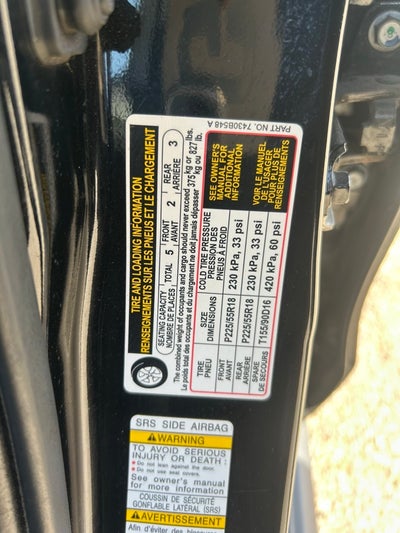 TIRE AND LOADING INFORMATION
RENSEIGNEMENTS SUR LES PNEUS ET LE CHARGEMENT
SEATING CAPACITY
NOMBRE DE PLACES
TOTAL 5
FRONT
AVANT
2
REAR
ARRIÈRE
3
The combined weight of occupants and cargo should never exceed 375 kg or 827 lbs.
Le poids total des occupants et du chargement ne doit jamais dépasser 375 kg ou 827 lb.
TIRE
PNEU
SIZE
DIMENSIONS
COLD TIRE PRESSURE
PRESSION DES
PNEUS À FROID
FRONT
AVANT
P225/55R18
230 kPa, 33 psi
REAR
ARRIÈRE
P225/55R18
230 kPa, 33 psi
SPARE
DE SECOURS
T155/90D16
420 kPa, 60 psi
SEE OWNER'S
MANUAL FOR
ADDITIONAL
INFORMATION
VOIR LE MANUEL
DE L'USAGER
POUR PLUS DE
RENSEIGNEMENTS
PART NO. 7430B548 A
SRS SIDE AIRBAG
WARNING
TO AVOID SERIOUS
INJURY OR DEATH:
• Do not lean against the door.
• Do not use seat covers.
See owner's manual
for more information
COUSSIN DE SÉCURITÉ
GONFLABLE LATÉRAL (SRS)
AVERTISSEMENT
Afin d'éviter des blessures